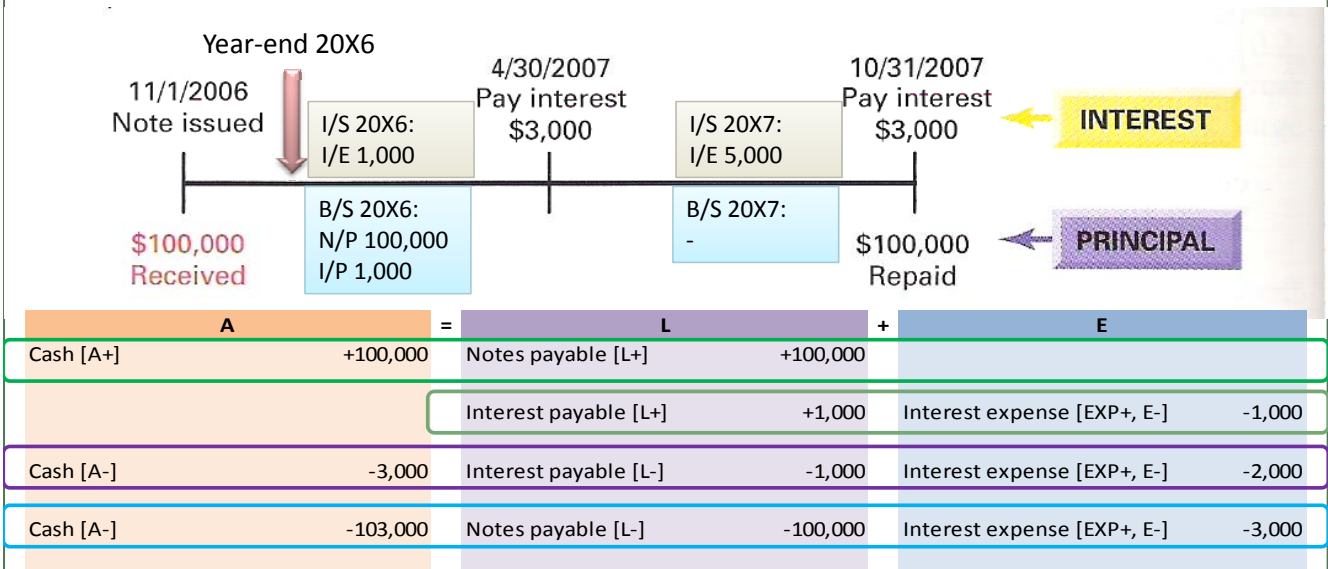 Year-end 20X6
11/1/2006
Note issued
I/S 20X6:
I/E 1,000
4/30/2007
Pay interest
$3,000
I/S 20X7:
I/E 5,000
10/31/2007
Pay interest
$3,000
INTEREST
$100,000
Received
B/S 20X6:
N/P 100,000
I/P 1,000
B/S 20X7:
-
$100,000
Repaid
PRINCIPAL
A = L + E
Cash [A+] +100,000 Notes payable [L+] +100,000
Interest payable [L+] +1,000 Interest expense [EXP+, E-] -1,000
Cash [A-] -3,000 Interest payable [L-] -1,000 Interest expense [EXP+, E-] -2,000
Cash [A-] -103,000 Notes payable [L-] -100,000 Interest expense [EXP+, E-] -3,000